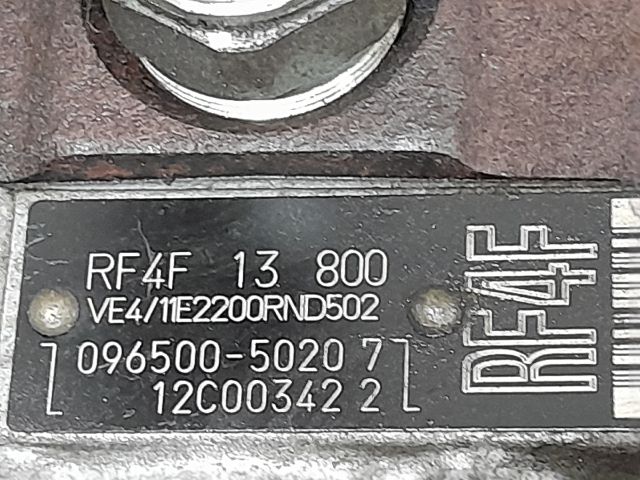 RF4F 13 800
VE4/11E2200RND502
096500-5020 7
12C00342 2
RF4F